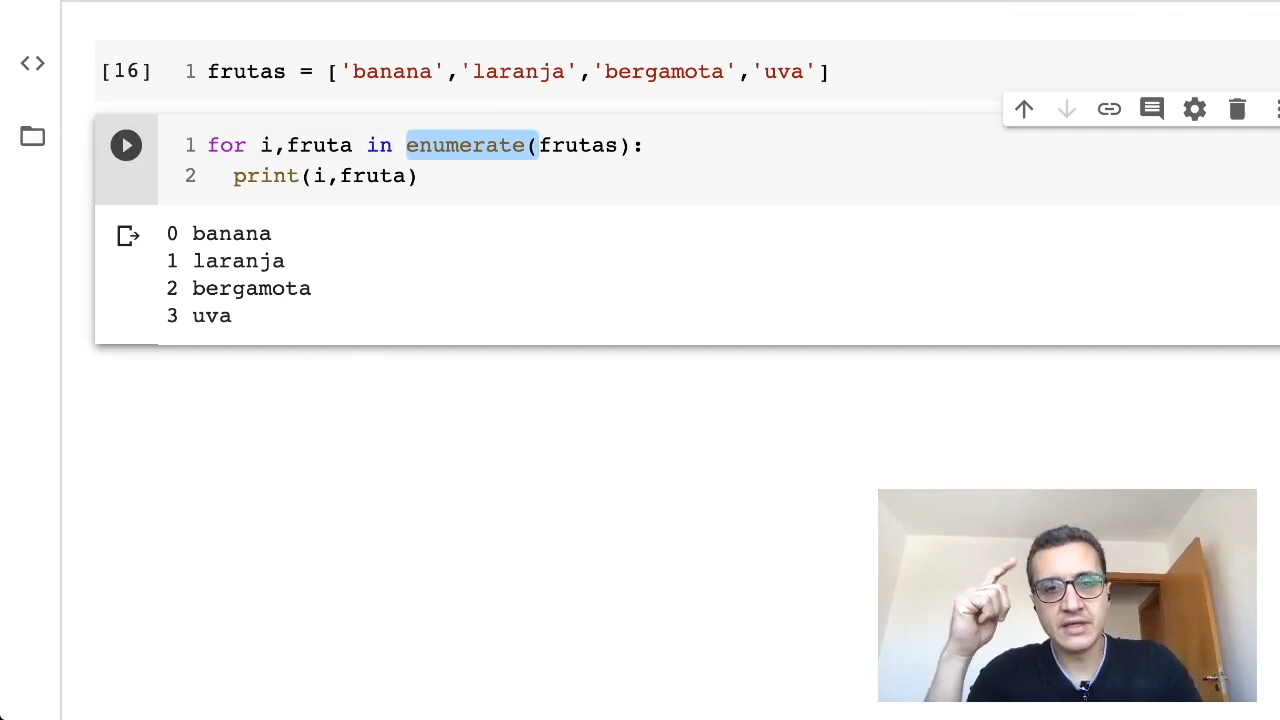 [16] 1 frutas = ['banana','laranja','bergamota','uva']
1 for i,fruta in enumerate(frutas):
2 print(i,fruta)
0 banana
1 laranja
2 bergamota
3 uva